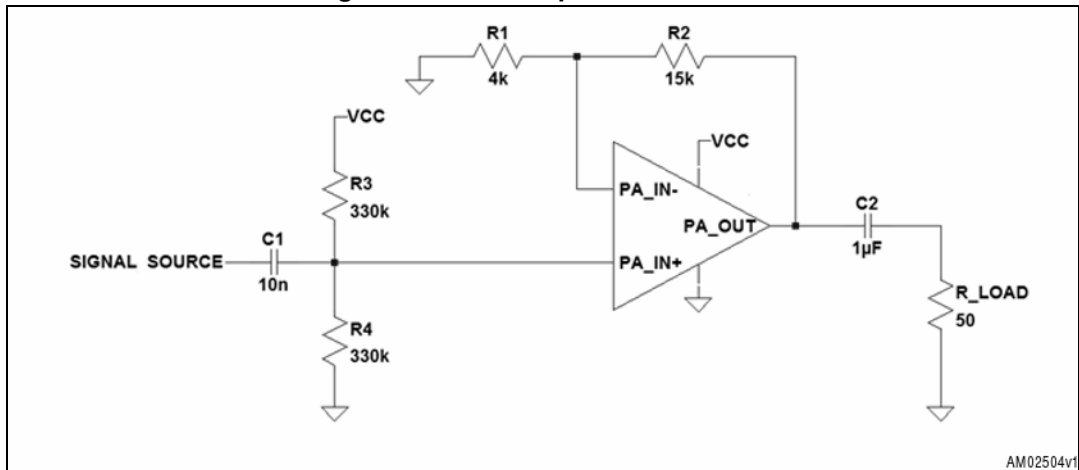 R1
4k
R2
15k
VCC
R3
330k
VCC
PA_IN-
PA_OUT
PA_IN+
C2
1µF
SIGNAL SOURCE
C1
10n
R_LOAD
50
R4
330k
AM02504v1